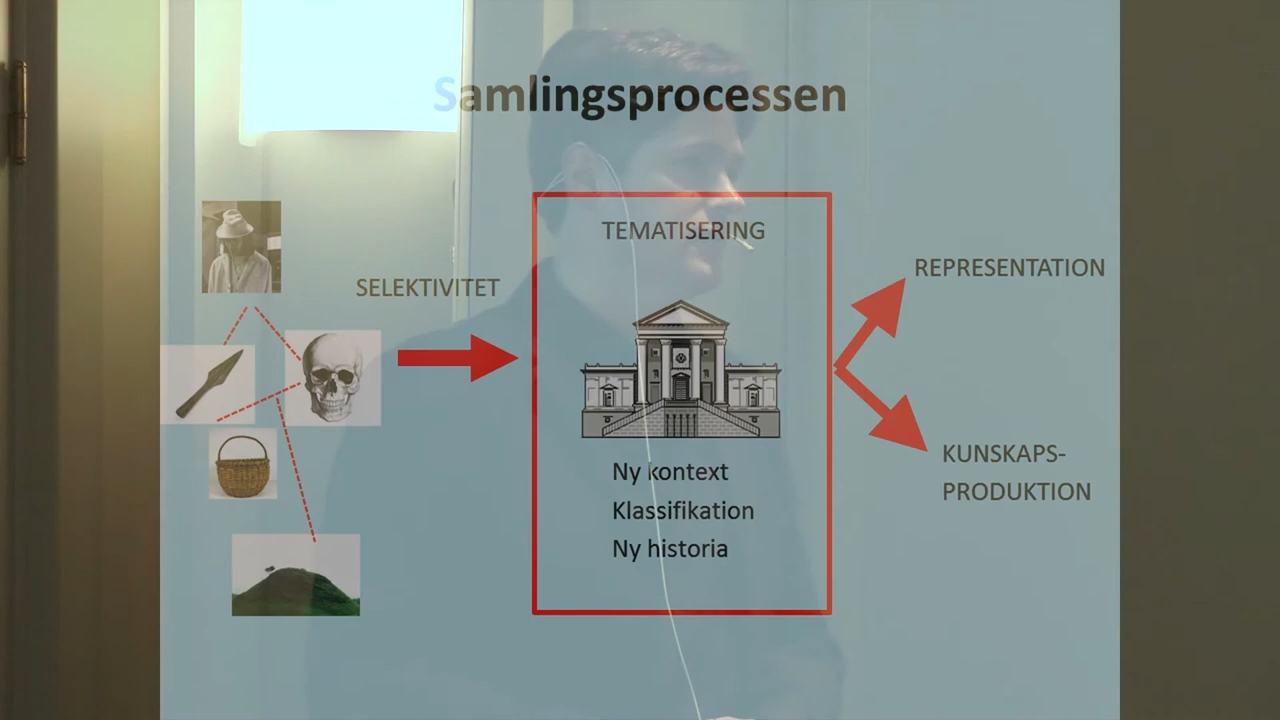 Samlingsprocessen
SELEKTIVITET
TEMATISERING
Ny kontext
Klassifikation
Ny historia
REPRESENTATION
KUNSKAPS-
PRODUKTION